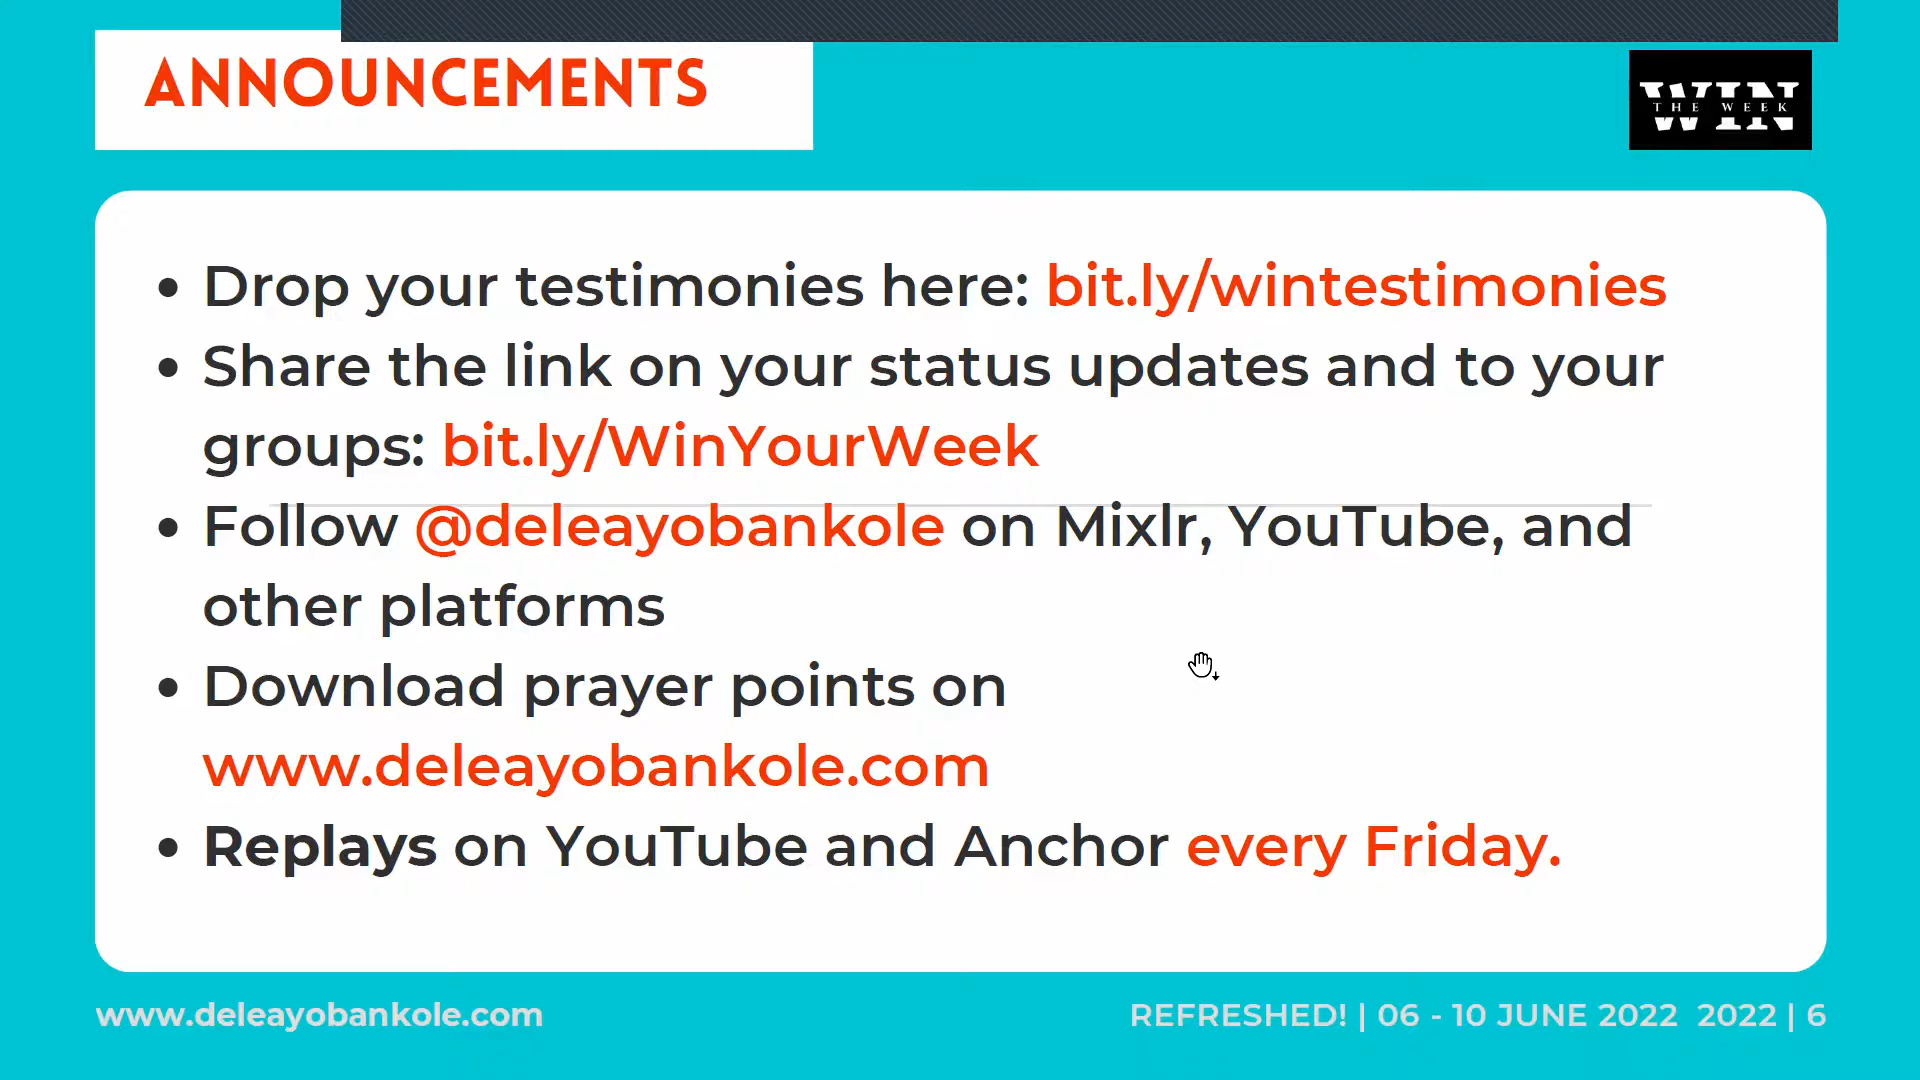 ANNOUNCEMENTS
WIN
THE WEEK
• Drop your testimonies here: bit.ly/wintestimonies
• Share the link on your status updates and to your
groups: bit.ly/WinYourWeek
• Follow @deleayobankole on Mixlr, YouTube, and
other platforms
• Download prayer points on
www.deleayobankole.com
• Replays on YouTube and Anchor every Friday.
www.deleayobankole.com
REFRESHED! | 06 - 10 JUNE 2022  2022 | 6